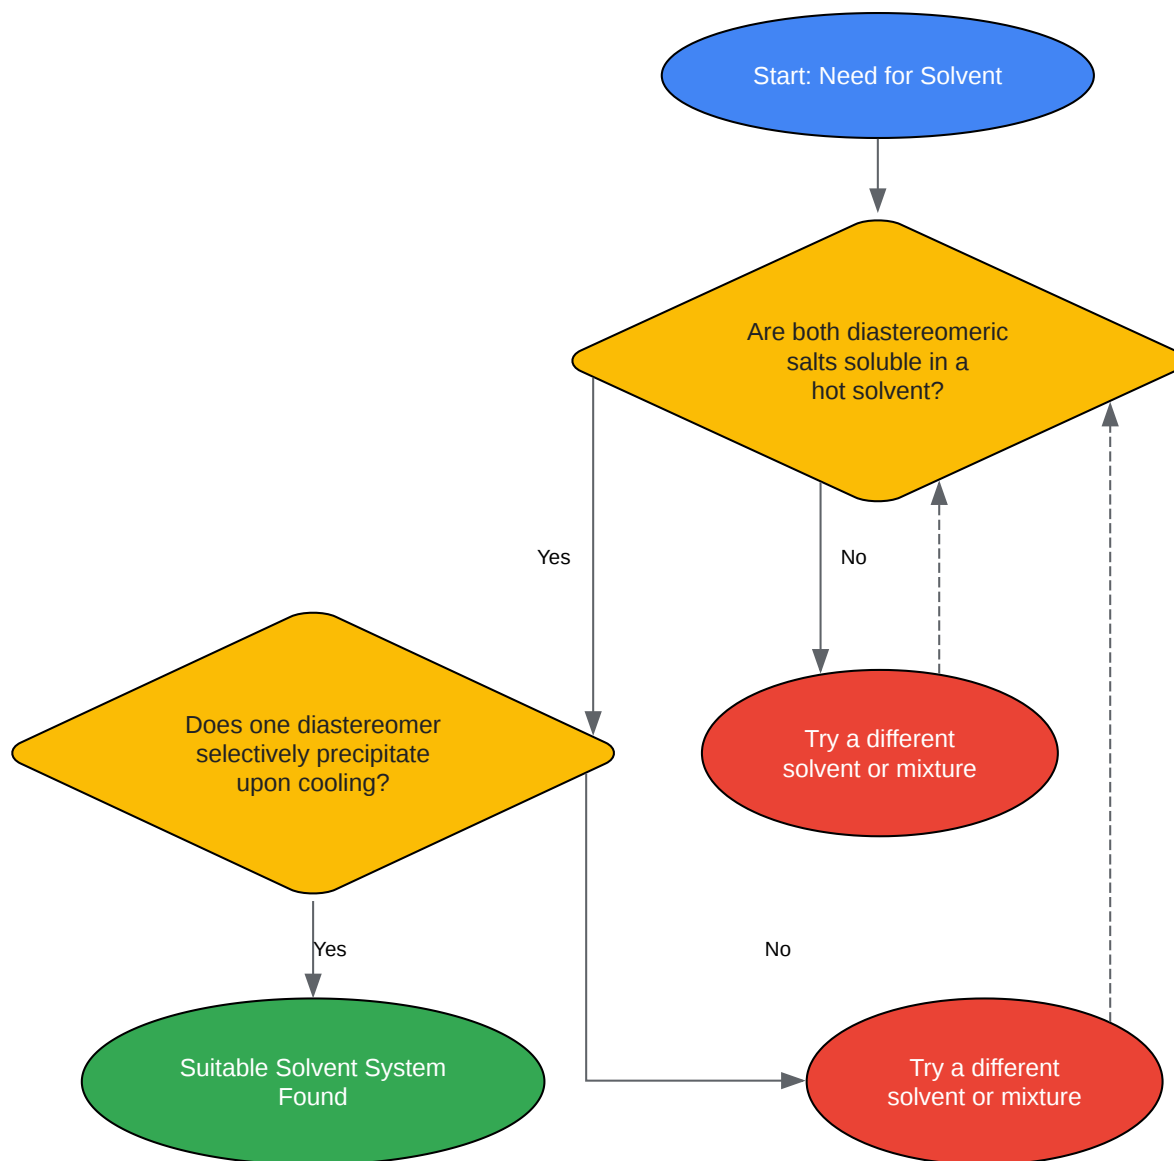 Start: Need for Solvent
Are both diastereomeric
salts soluble in a
hot solvent?
Yes
No
Does one diastereomer
selectively precipitate
upon cooling?
Try a different
solvent or mixture
Yes
No
Suitable Solvent System
Found
Try a different
solvent or mixture